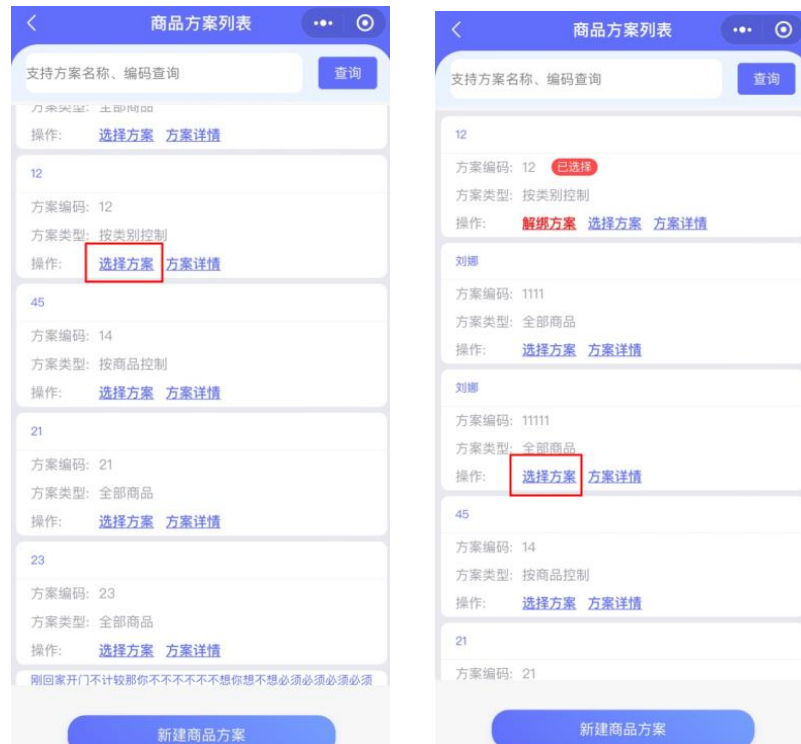 商品方案列表
支持方案名称、编码查询
查询
方案类型: 全部商品
操作: 选择方案 方案详情
12
方案编码: 12
方案类型: 按类别控制
操作: 选择方案 方案详情
45
方案编码: 14
方案类型: 按商品控制
操作: 选择方案 方案详情
21
方案编码: 21
方案类型: 全部商品
操作: 选择方案 方案详情
23
方案编码: 23
方案类型: 全部商品
操作: 选择方案 方案详情
刚回家开门不计较那你不不不不不不想你想不想必须必须必须必须
新建商品方案
商品方案列表
支持方案名称、编码查询
查询
12
方案编码: 12 已选择
方案类型: 按类别控制
操作: 解绑方案 选择方案 方案详情
刘娜
方案编码: 1111
方案类型: 全部商品
操作: 选择方案 方案详情
刘娜
方案编码: 11111
方案类型: 全部商品
操作: 选择方案 方案详情
45
方案编码: 14
方案类型: 按商品控制
操作: 选择方案 方案详情
21
方案编码: 21
新建商品方案